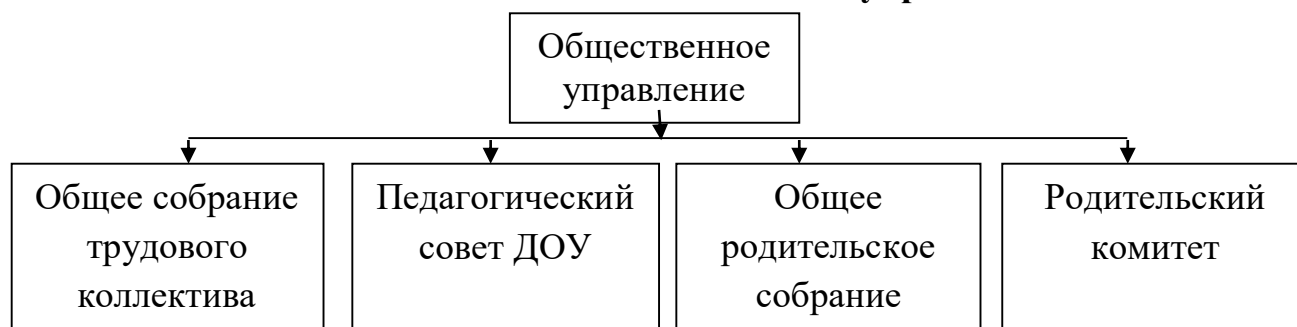 Общественное
управление
Общее собрание
трудового
коллектива
Педагогический
совет ДОУ
Общее
родительское
собрание
Родительский
комитет